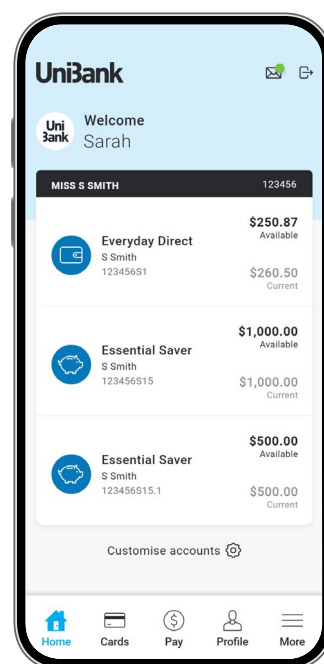 UniBank
Uni
Bank
Welcome
Sarah
MISS S SMITH 123456
$250.87
Available
Everyday Direct
S Smith
123456S1
$260.50
Current
$1,000.00
Available
Essential Saver
S Smith
123456S15
$1,000.00
Current
$500.00
Available
Essential Saver
S Smith
123456S15.1
$500.00
Current
Customise accounts
Home Cards Pay Profile More